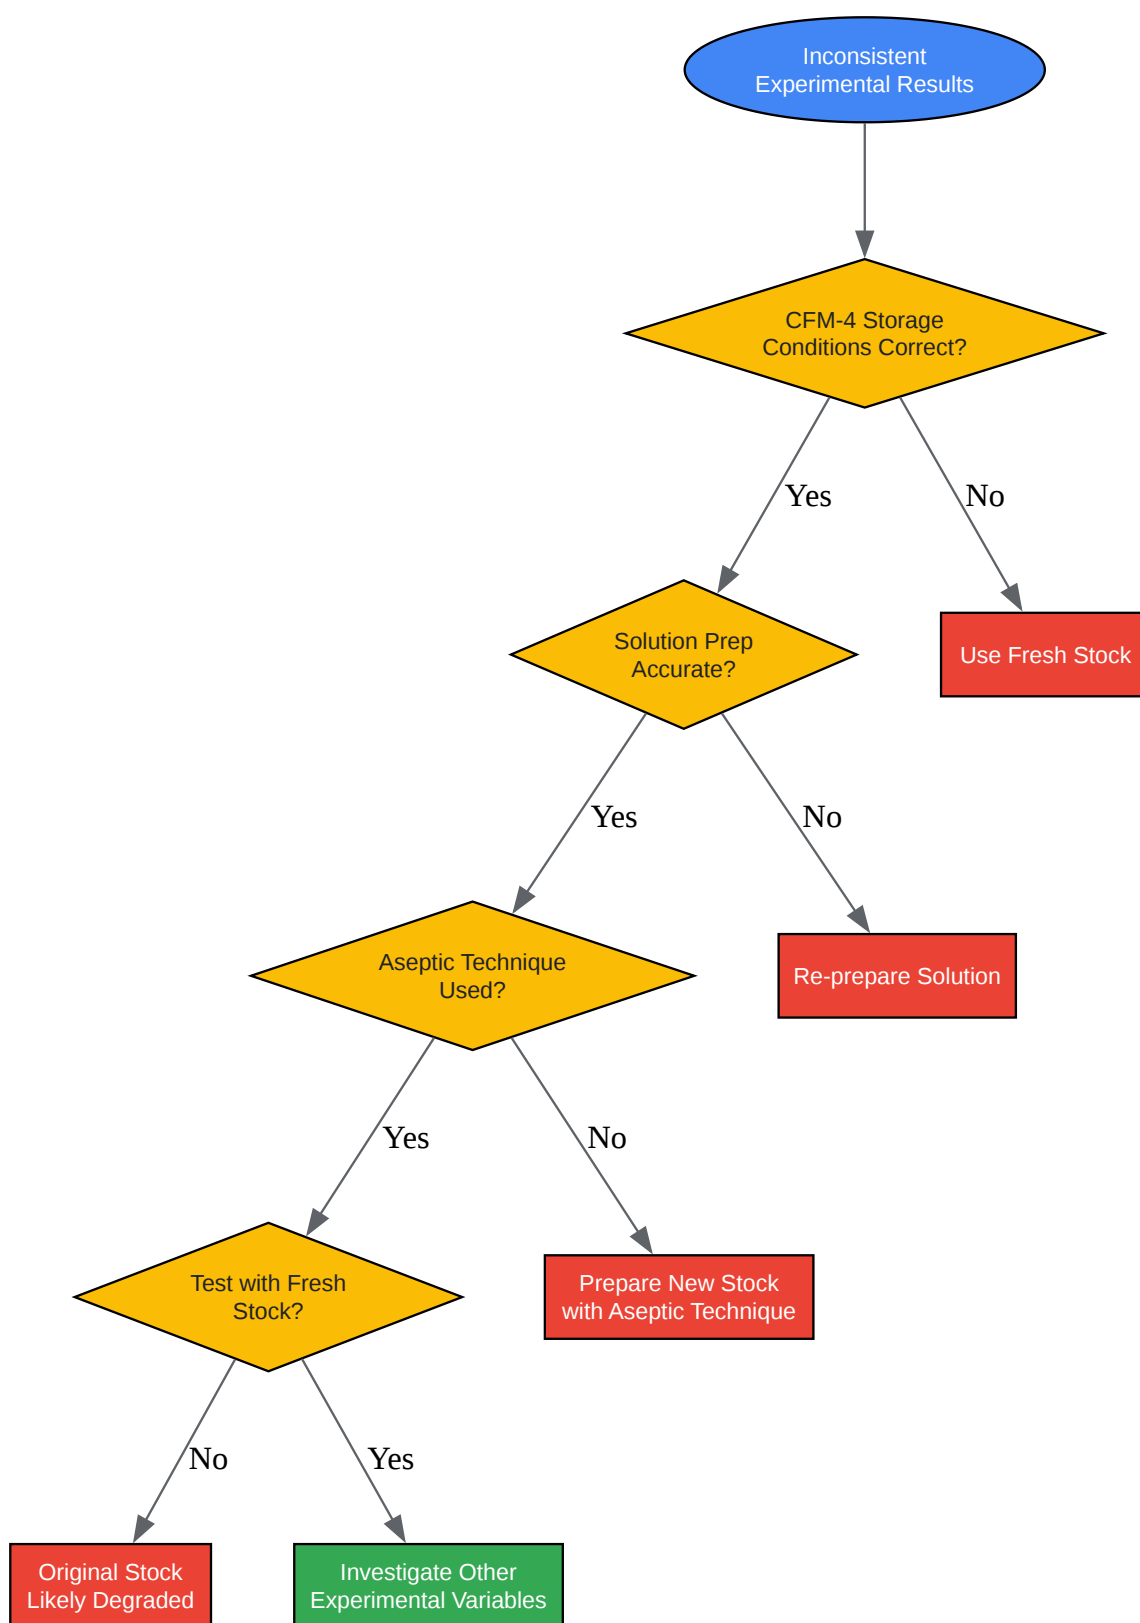 Inconsistent
Experimental Results
CFM-4 Storage
Conditions Correct?
Yes
No
Solution Prep
Accurate?
Use Fresh Stock
Yes
No
Aseptic Technique
Used?
Re-prepare Solution
Yes
No
Test with Fresh
Stock?
Prepare New Stock
with Aseptic Technique
No
Yes
Original Stock
Likely Degraded
Investigate Other
Experimental Variables